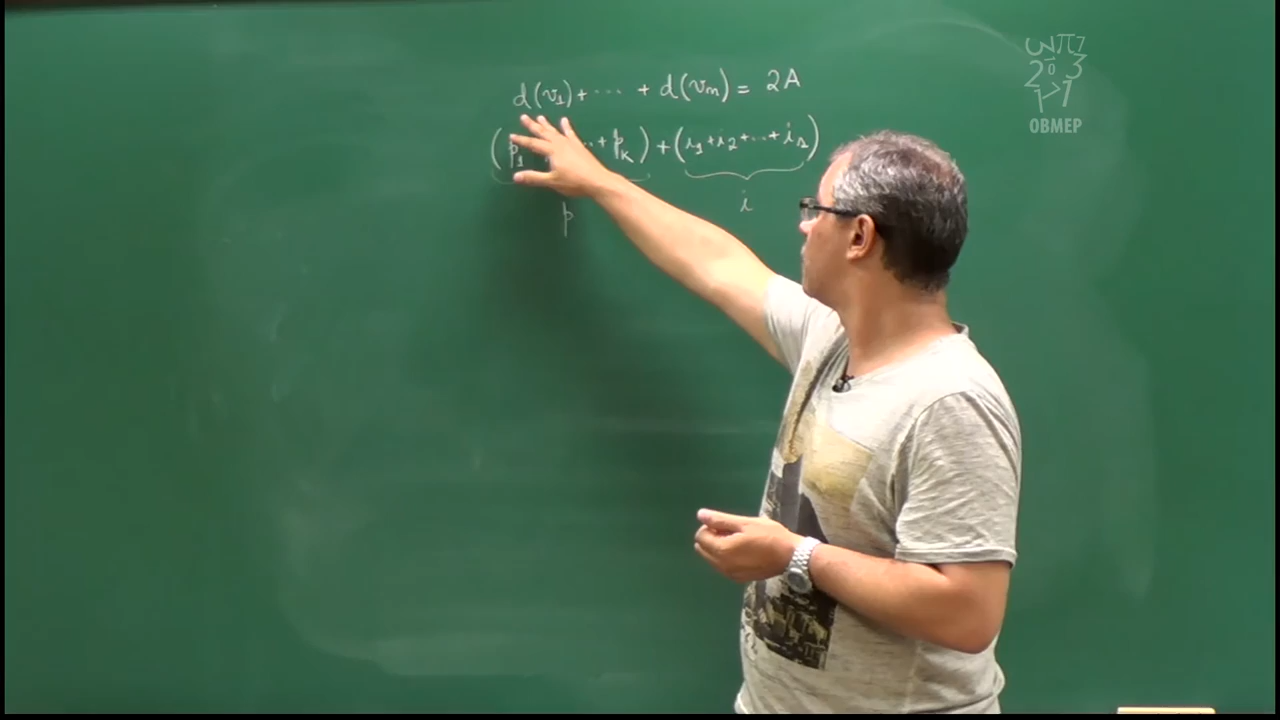 d(v₁) + ... + d(vₙ) = 2A
(p₁ ... + pₖ) + (i₁ + i₂ + ... + iₛ)
p i
OBMEP